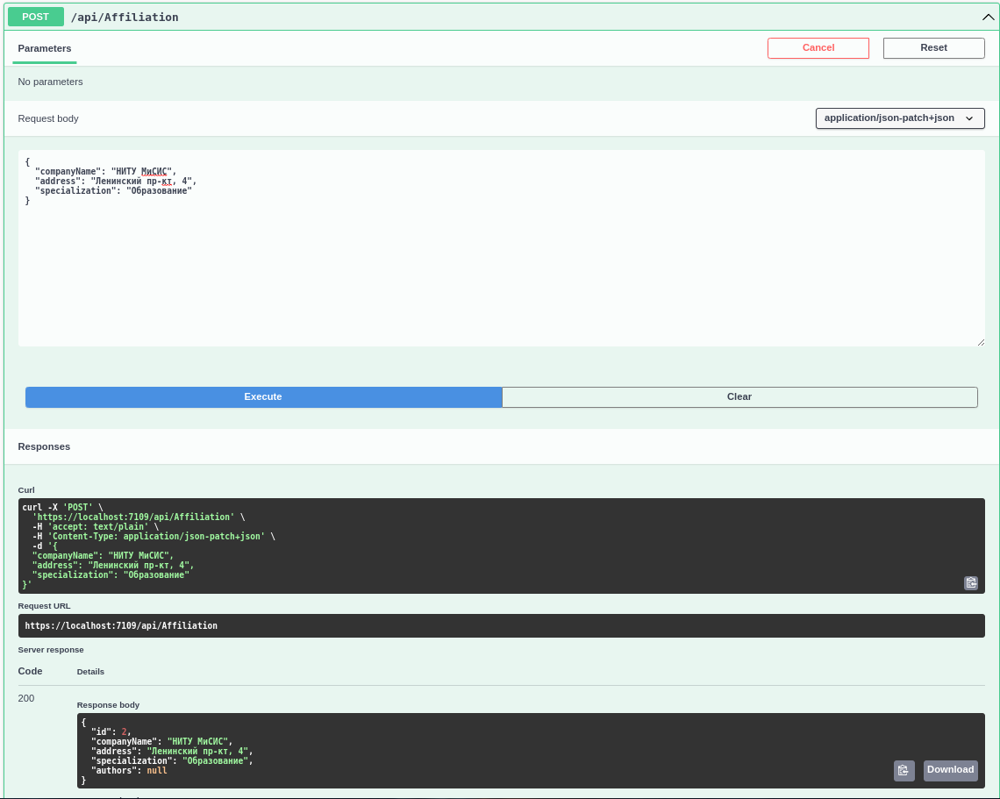 POST /api/Affiliation
Parameters
Cancel
Reset
No parameters
Request body
application/json-patch+json
{
  "companyName": "НИТУ МиСИС",
  "address": "Ленинский пр-кт, 4",
  "specialization": "Образование"
}
Execute
Clear
Responses
Curl
curl -X 'POST' \
  'https://localhost:7109/api/Affiliation' \
  -H 'accept: text/plain' \
  -H 'Content-Type: application/json-patch+json' \
  -d '{
  "companyName": "НИТУ МиСИС",
  "address": "Ленинский пр-кт, 4",
  "specialization": "Образование"
}'
Request URL
https://localhost:7109/api/Affiliation
Server response
Code Details
200
Response body
{
  "id": 2,
  "companyName": "НИТУ МиСИС",
  "address": "Ленинский пр-кт, 4",
  "specialization": "Образование",
  "authors": null
}
Download